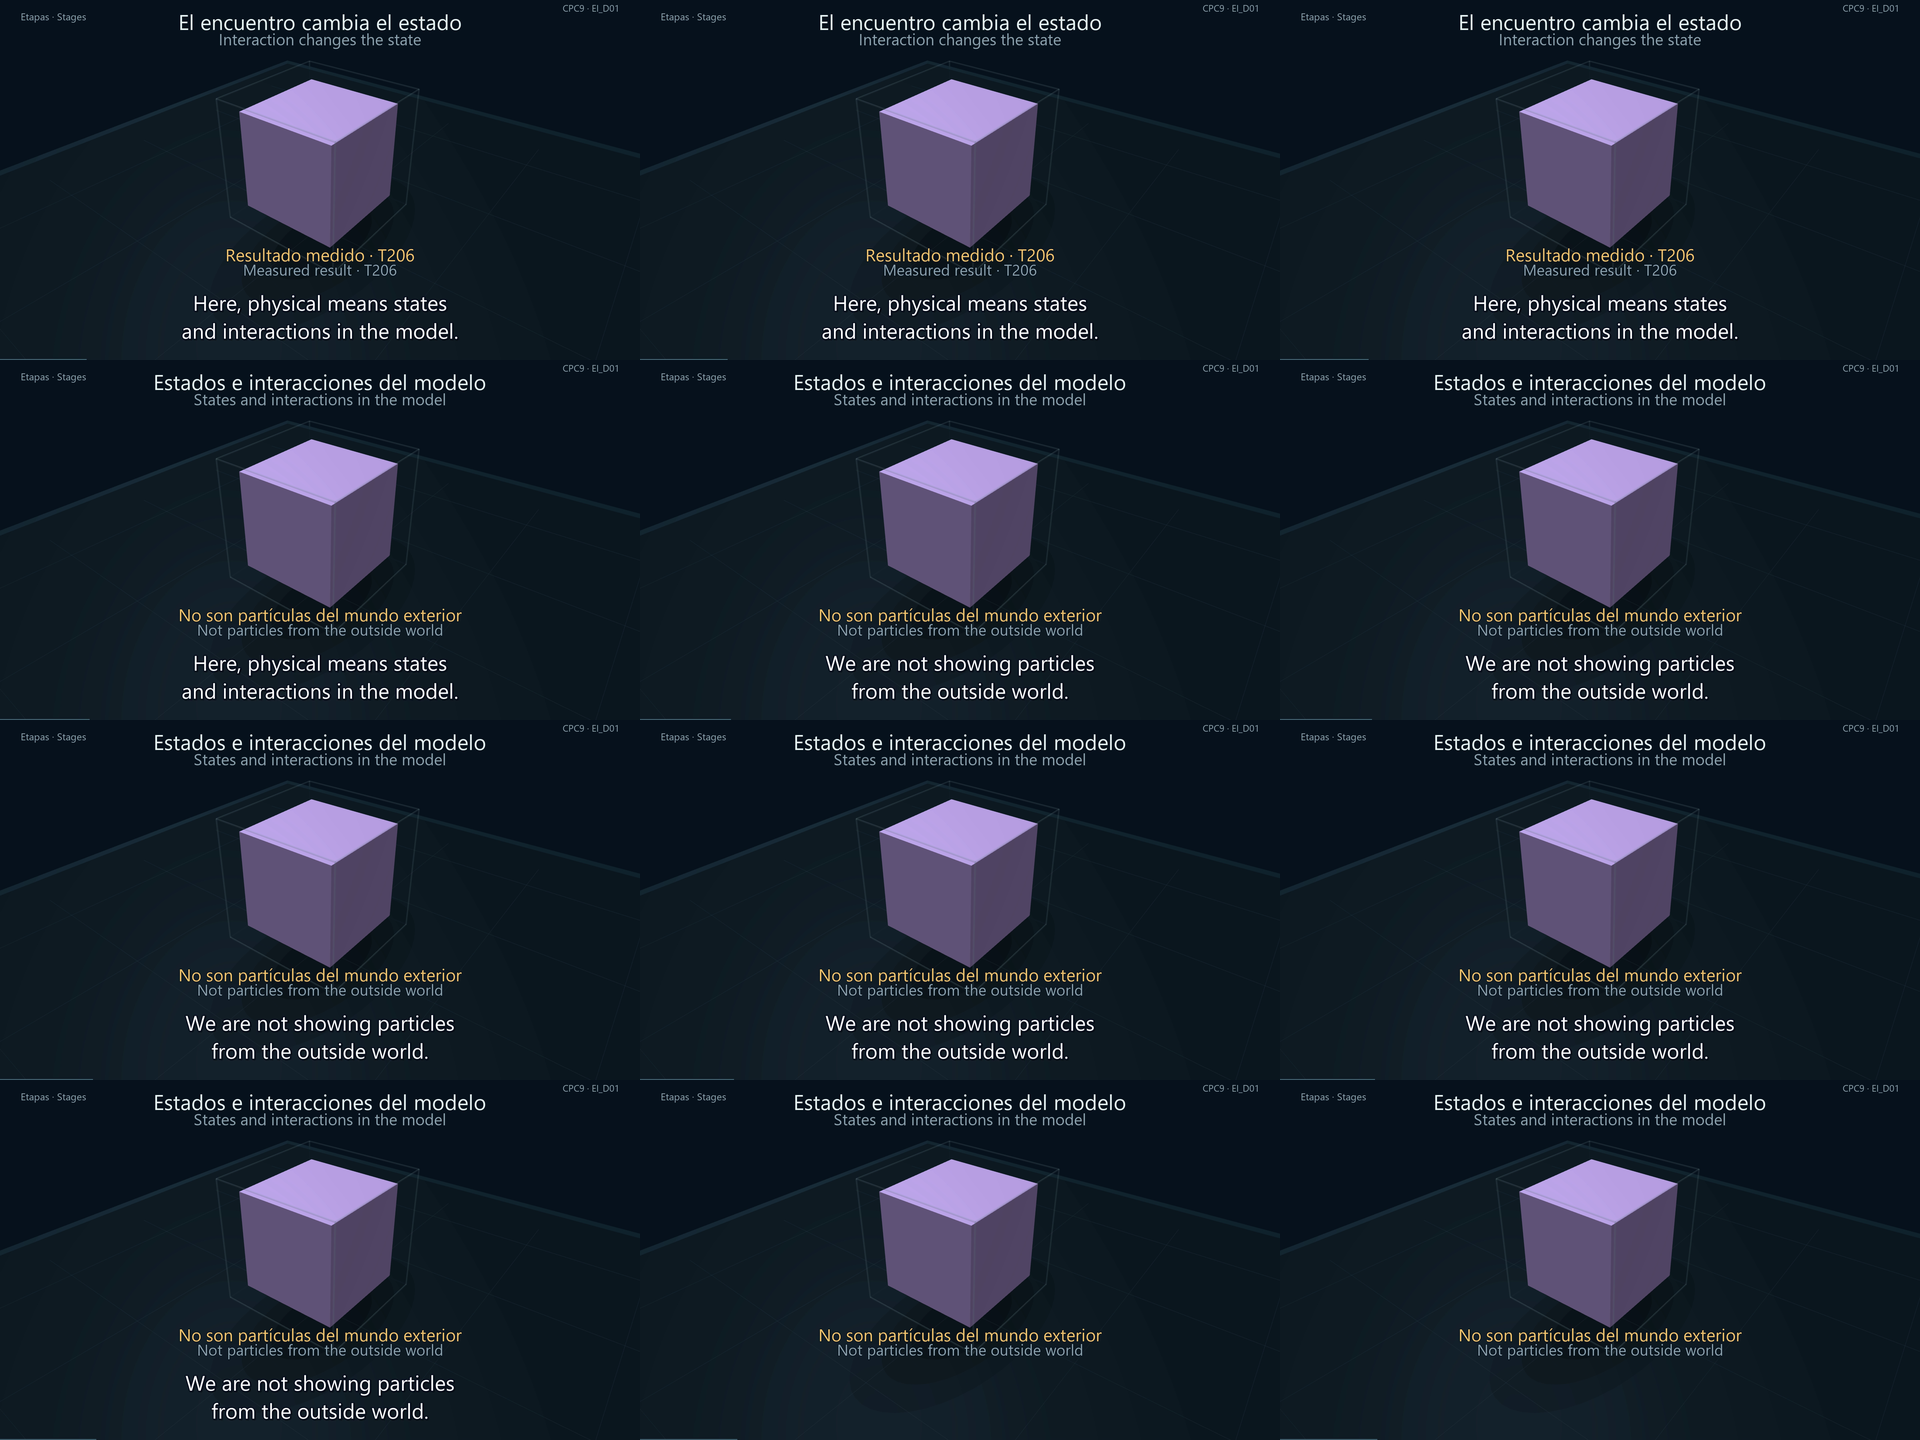 Etapas · Stages
CPC9 · EI_D01
El encuentro cambia el estado
Interaction changes the state
Resultado medido · T206
Measured result · T206
Here, physical means states
and interactions in the model.
Etapas · Stages
CPC9 · EI_D01
El encuentro cambia el estado
Interaction changes the state
Resultado medido · T206
Measured result · T206
Here, physical means states
and interactions in the model.
Etapas · Stages
CPC9 · EI_D01
El encuentro cambia el estado
Interaction changes the state
Resultado medido · T206
Measured result · T206
Here, physical means states
and interactions in the model.
Etapas · Stages
CPC9 · EI_D01
Estados e interacciones del modelo
States and interactions in the model
No son partículas del mundo exterior
Not particles from the outside world
Here, physical means states
and interactions in the model.
Etapas · Stages
CPC9 · EI_D01
Estados e interacciones del modelo
States and interactions in the model
No son partículas del mundo exterior
Not particles from the outside world
We are not showing particles
from the outside world.
Etapas · Stages
CPC9 · EI_D01
Estados e interacciones del modelo
States and interactions in the model
No son partículas del mundo exterior
Not particles from the outside world
We are not showing particles
from the outside world.
Etapas · Stages
CPC9 · EI_D01
Estados e interacciones del modelo
States and interactions in the model
No son partículas del mundo exterior
Not particles from the outside world
We are not showing particles
from the outside world.
Etapas · Stages
CPC9 · EI_D01
Estados e interacciones del modelo
States and interactions in the model
No son partículas del mundo exterior
Not particles from the outside world
We are not showing particles
from the outside world.
Etapas · Stages
CPC9 · EI_D01
Estados e interacciones del modelo
States and interactions in the model
No son partículas del mundo exterior
Not particles from the outside world
We are not showing particles
from the outside world.
Etapas · Stages
CPC9 · EI_D01
Estados e interacciones del modelo
States and interactions in the model
No son partículas del mundo exterior
Not particles from the outside world
We are not showing particles
from the outside world.
Etapas · Stages
CPC9 · EI_D01
Estados e interacciones del modelo
States and interactions in the model
No son partículas del mundo exterior
Not particles from the outside world
Etapas · Stages
CPC9 · EI_D01
Estados e interacciones del modelo
States and interactions in the model
No son partículas del mundo exterior
Not particles from the outside world